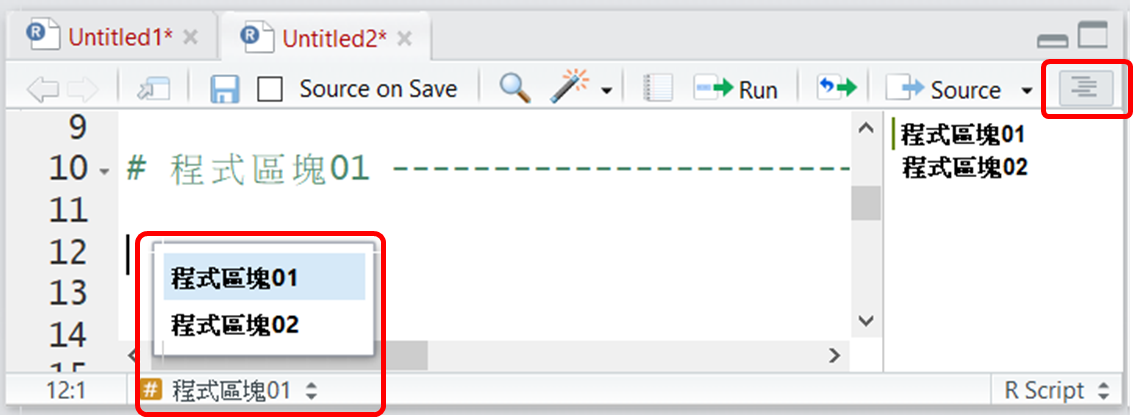 Untitled1* Untitled2*
Source on Save Run Source
9
10 # 程式區塊01 -----------------------
11
12
13
14
15
程式區塊01
程式區塊02
程式區塊01
程式區塊02
12:1 # 程式區塊01 R Script